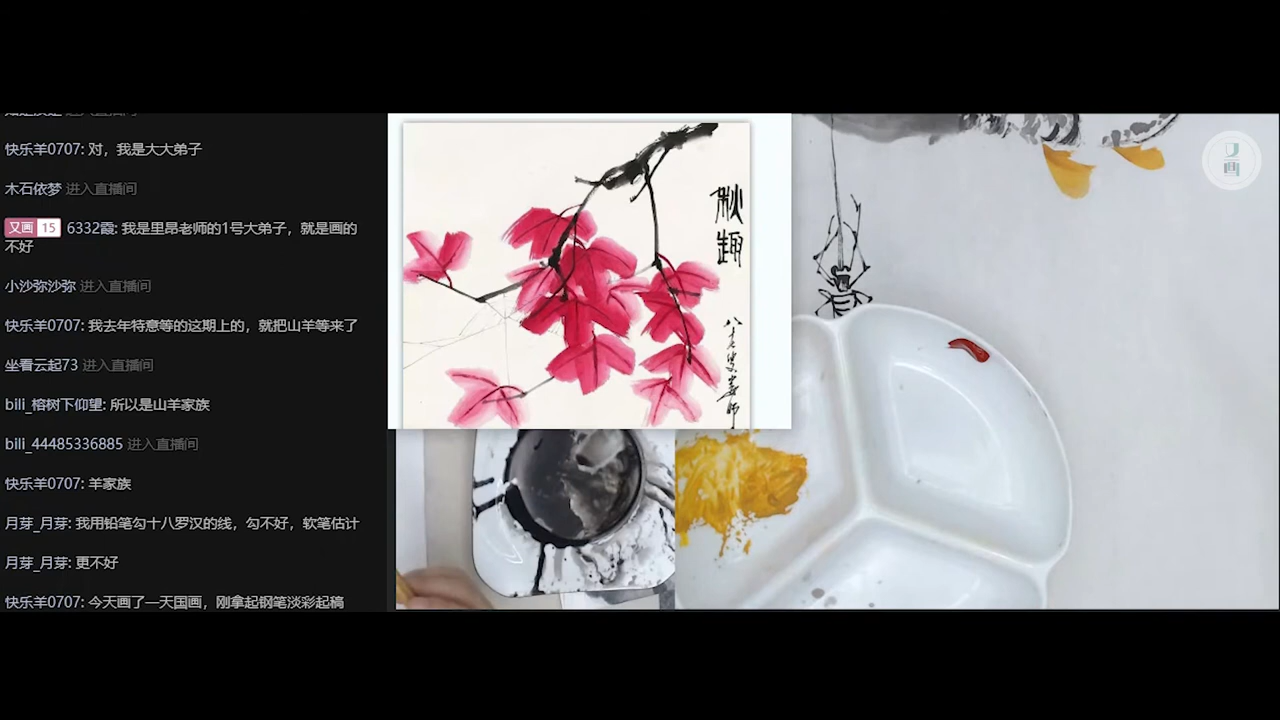 快乐羊0707: 对，我是大大弟子
木石依梦 进入直播间
又画 15 6332霞: 我是里昂老师的1号大弟子，就是画的
不好
小沙弥沙弥 进入直播间
快乐羊0707: 我去年特意等的这期上的，就把山羊等来了
坐看云起73 进入直播间
bili_榕树下仰望: 所以是山羊家族
bili_44485336885 进入直播间
快乐羊0707: 羊家族
月芽_月芽: 我用铅笔勾十八罗汉的线，勾不好，软笔估计
月芽_月芽: 更不好
快乐羊0707: 今天画了一天国画，刚拿起钢笔淡彩起稿
秋趣
又画